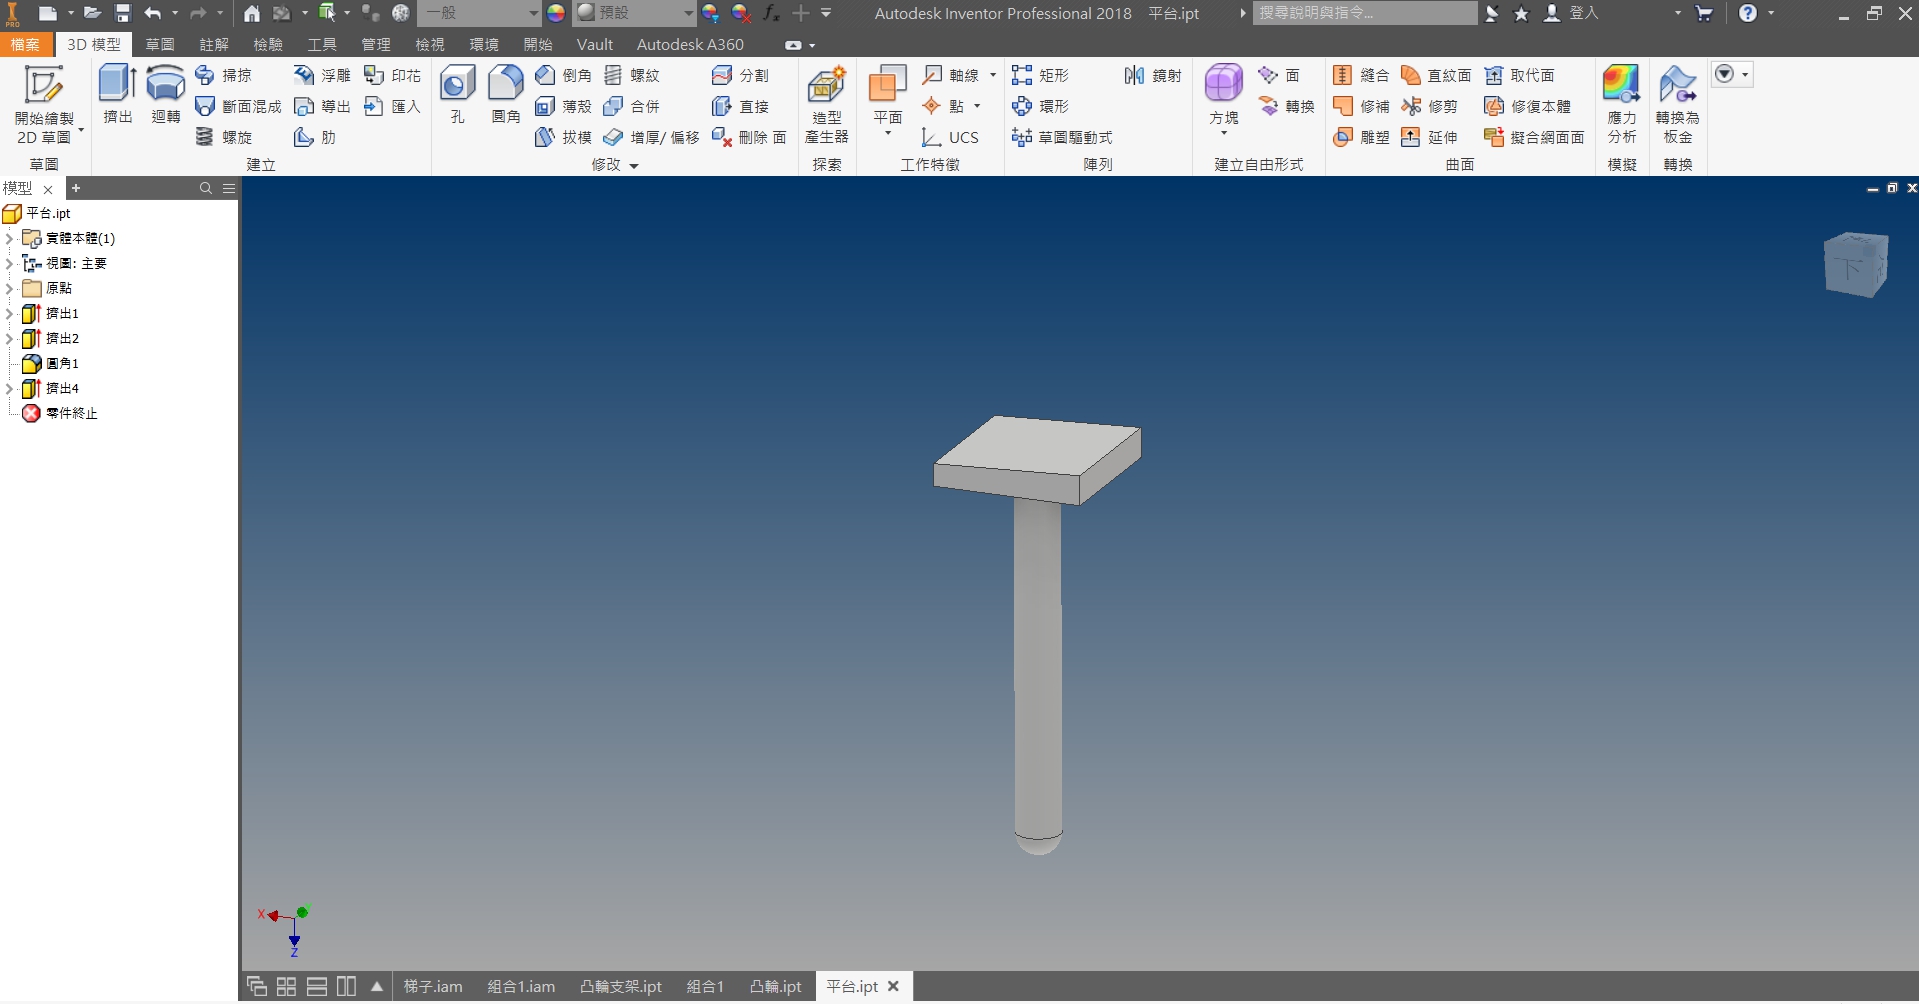 PRO 一般 預設 fx Autodesk Inventor Professional 2018 平台.ipt 搜尋說明與指令... 登入
檔案 3D 模型 草圖 註解 檢驗 工具 管理 檢視 環境 開始 Vault Autodesk A360
開始繪製
2D 草圖
草圖
擠出
迴轉
掃掠 浮雕 印花
斷面混成 導出 匯入
螺旋 肋
建立
孔
圓角
倒角 螺紋 分割
薄殼 合併 直接
拔模 增厚/ 偏移 刪除 面
修改
造型
產生器
探索
平面
軸線
點
UCS
工作特徵
矩形 鏡射
環形
草圖驅動式
陣列
方塊
面
轉換
建立自由形式
縫合 直紋面 取代面
修補 修剪 修復本體
雕塑 延伸 擬合網面面
曲面
應力
分析
模擬
轉換為
板金
轉換
模型
平台.ipt
實體本體(1)
視圖: 主要
原點
擠出1
擠出2
圓角1
擠出4
零件終止
下
X
Z
梯子.iam 組合1.iam 凸輪支架.ipt 組合1 凸輪.ipt 平台.ipt